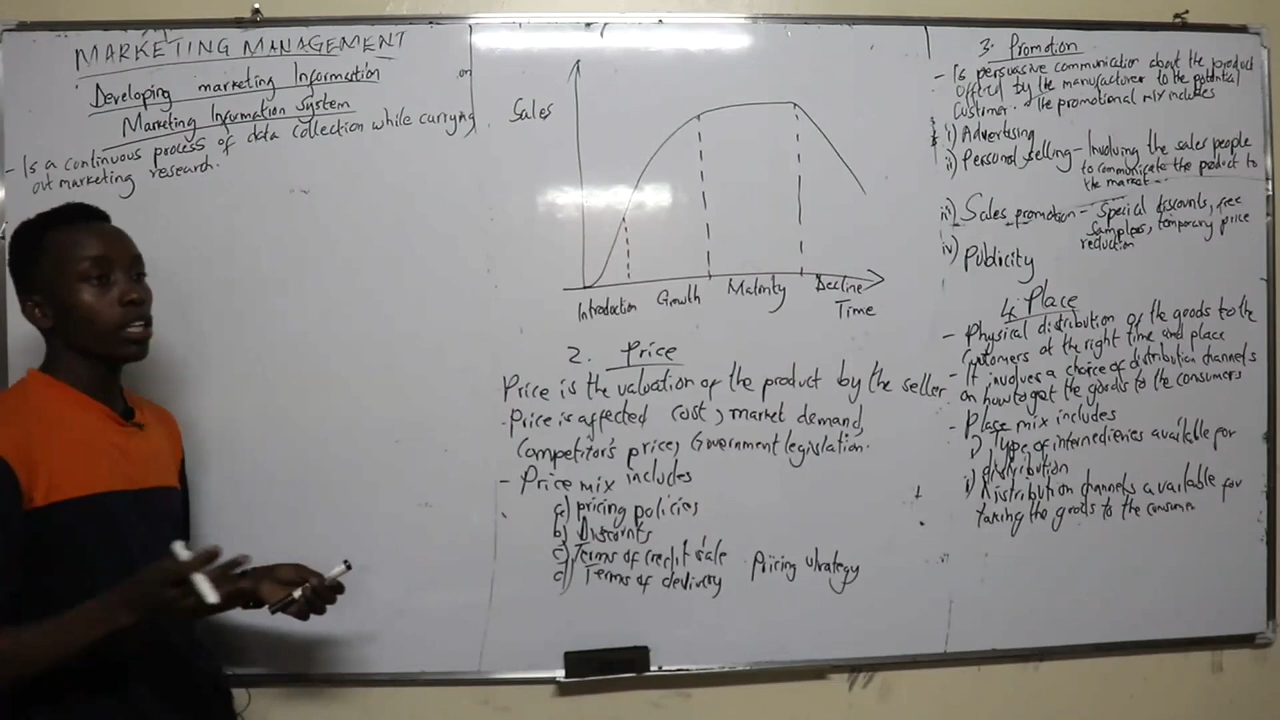 MARKETING MANAGEMENT
Developing marketing Information
Marketing Information System
- Is a continuous process of data collection while carrying
out marketing research.
Sales
Introduction Growth Maturity Decline
Time
2. Price
Price is the valuation of the product by the seller
- Price is affected cost, market demand,
Competitor's price, Government legislation.
- Price mix includes
a) pricing policies
b) Discounts
c) Terms of credit sale
d) Terms of delivery
Pricing strategy
3. Promotion
- Is persuasive communication about the product
offered by the manufacturer to the potential
Customer. The promotional mix includes
i) Advertising
ii) Personal selling - Involving the sales people
to communicate the product to
the market
iii) Sales promotion - Special discounts, free
samples, temporary price
reduction
iv) Publicity
4. Place
- Physical distribution of the goods to the
Customers at the right time and place
- It involves a choice of distribution channels
on how to get the goods to the consumers
- Place mix includes
i) Type of intermedieries available for
distribution
ii) Distribution channels available for
taking the goods to the consumer